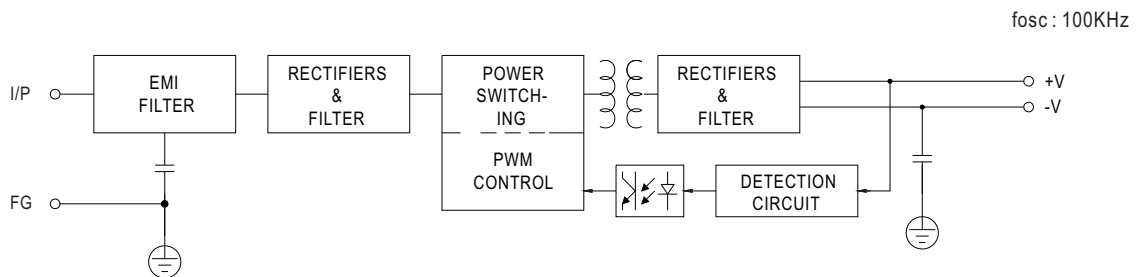 fosc : 100KHz
I/P
EMI
FILTER
RECTIFIERS
&
FILTER
POWER
SWITCH-
ING
PWM
CONTROL
RECTIFIERS
&
FILTER
+V
-V
DETECTION
CIRCUIT
FG